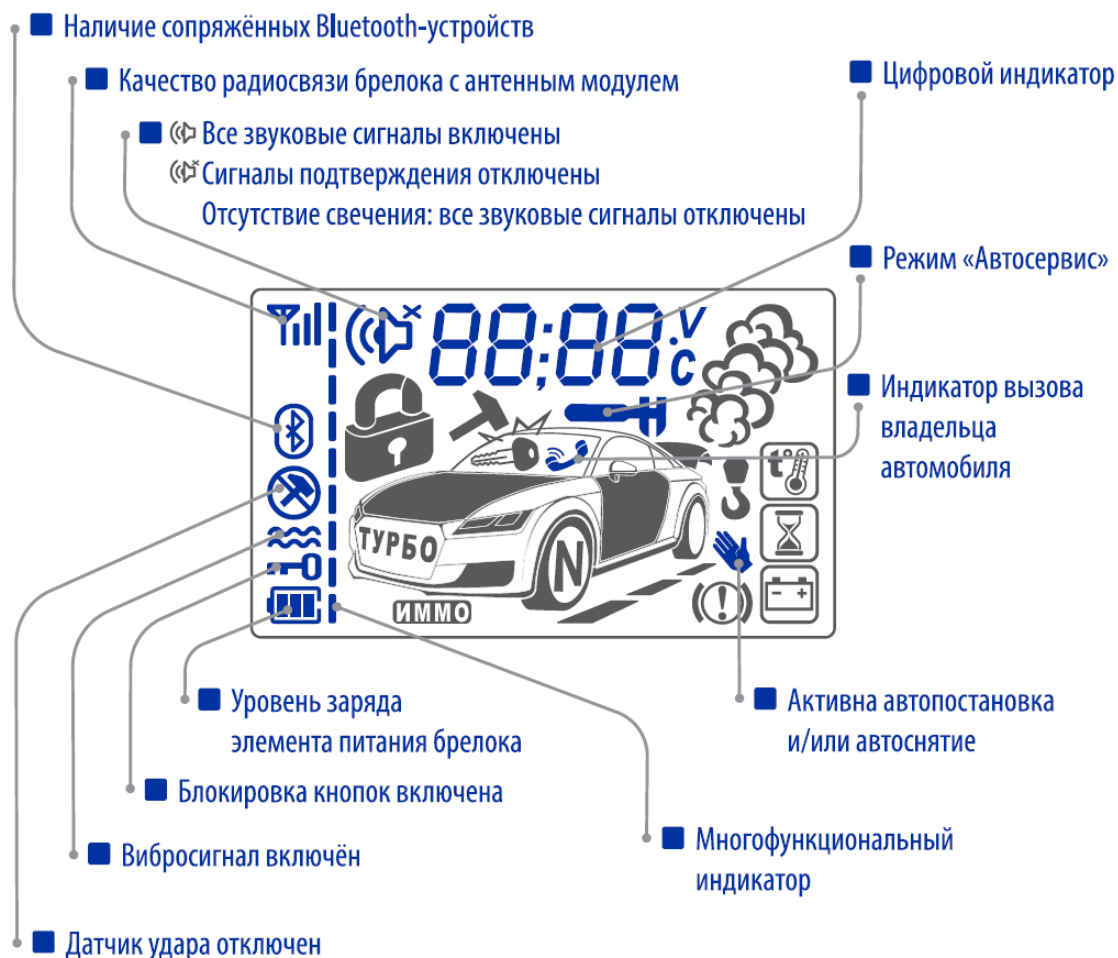 Наличие сопряжённых Bluetooth-устройств
Качество радиосвязи брелока с антенным модулем
Цифровой индикатор
Все звуковые сигналы включены
Сигналы подтверждения отключены
Отсутствие свечения: все звуковые сигналы отключены
Режим «Автосервис»
88:88.V
C
Индикатор вызова
владельца
автомобиля
t°
ТУРБО
N
ИММО
Уровень заряда
элемента питания брелока
Активна автопостановка
и/или автоснятие
Блокировка кнопок включена
Многофункциональный
индикатор
Вибросигнал включён
Датчик удара отключен